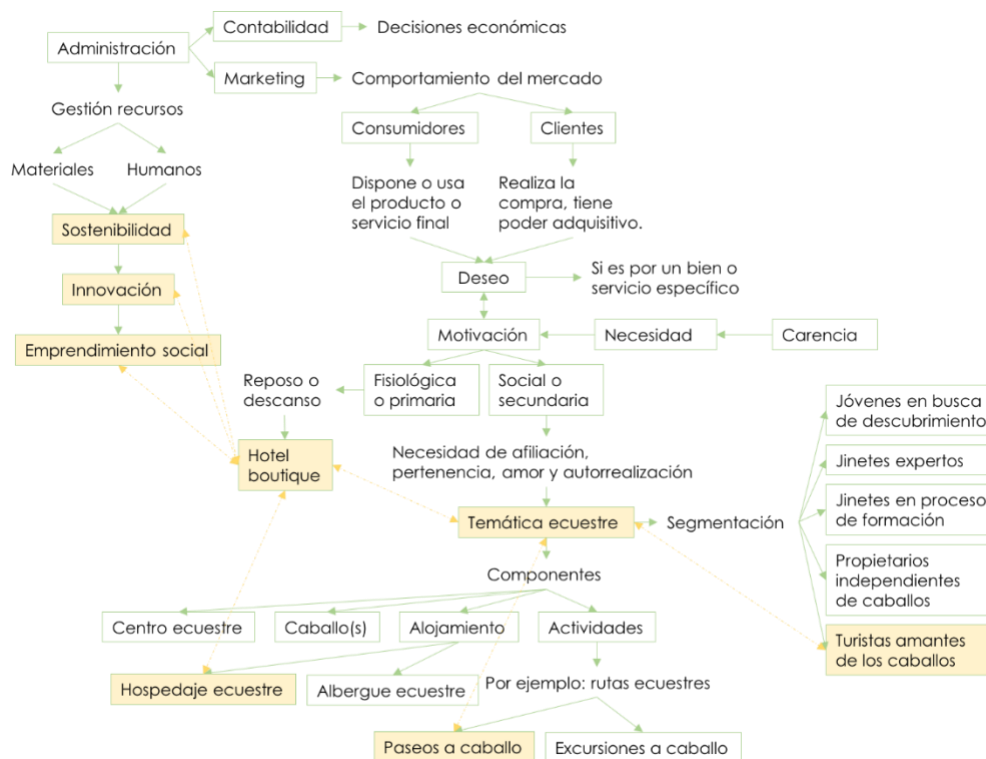 Administración
Contabilidad
Decisiones económicas
Marketing
Comportamiento del mercado
Gestión recursos
Materiales
Humanos
Sostenibilidad
Innovación
Emprendimiento social
Consumidores
Clientes
Dispone o usa
el producto o
servicio final
Realiza la
compra, tiene
poder adquisitivo.
Deseo
Si es por un bien o
servicio específico
Motivación
Necesidad
Carencia
Reposo o
descanso
Fisiológica
o primaria
Social o
secundaria
Hotel
boutique
Necesidad de afiliación,
pertenencia, amor y autorrealización
Temática ecuestre
Segmentación
Jóvenes en busca
de descubrimiento
Jinetes expertos
Jinetes en proceso
de formación
Propietarios
independientes
de caballos
Turistas amantes
de los caballos
Componentes
Centro ecuestre
Caballo(s)
Alojamiento
Actividades
Hospedaje ecuestre
Albergue ecuestre
Por ejemplo: rutas ecuestres
Paseos a caballo
Excursiones a caballo